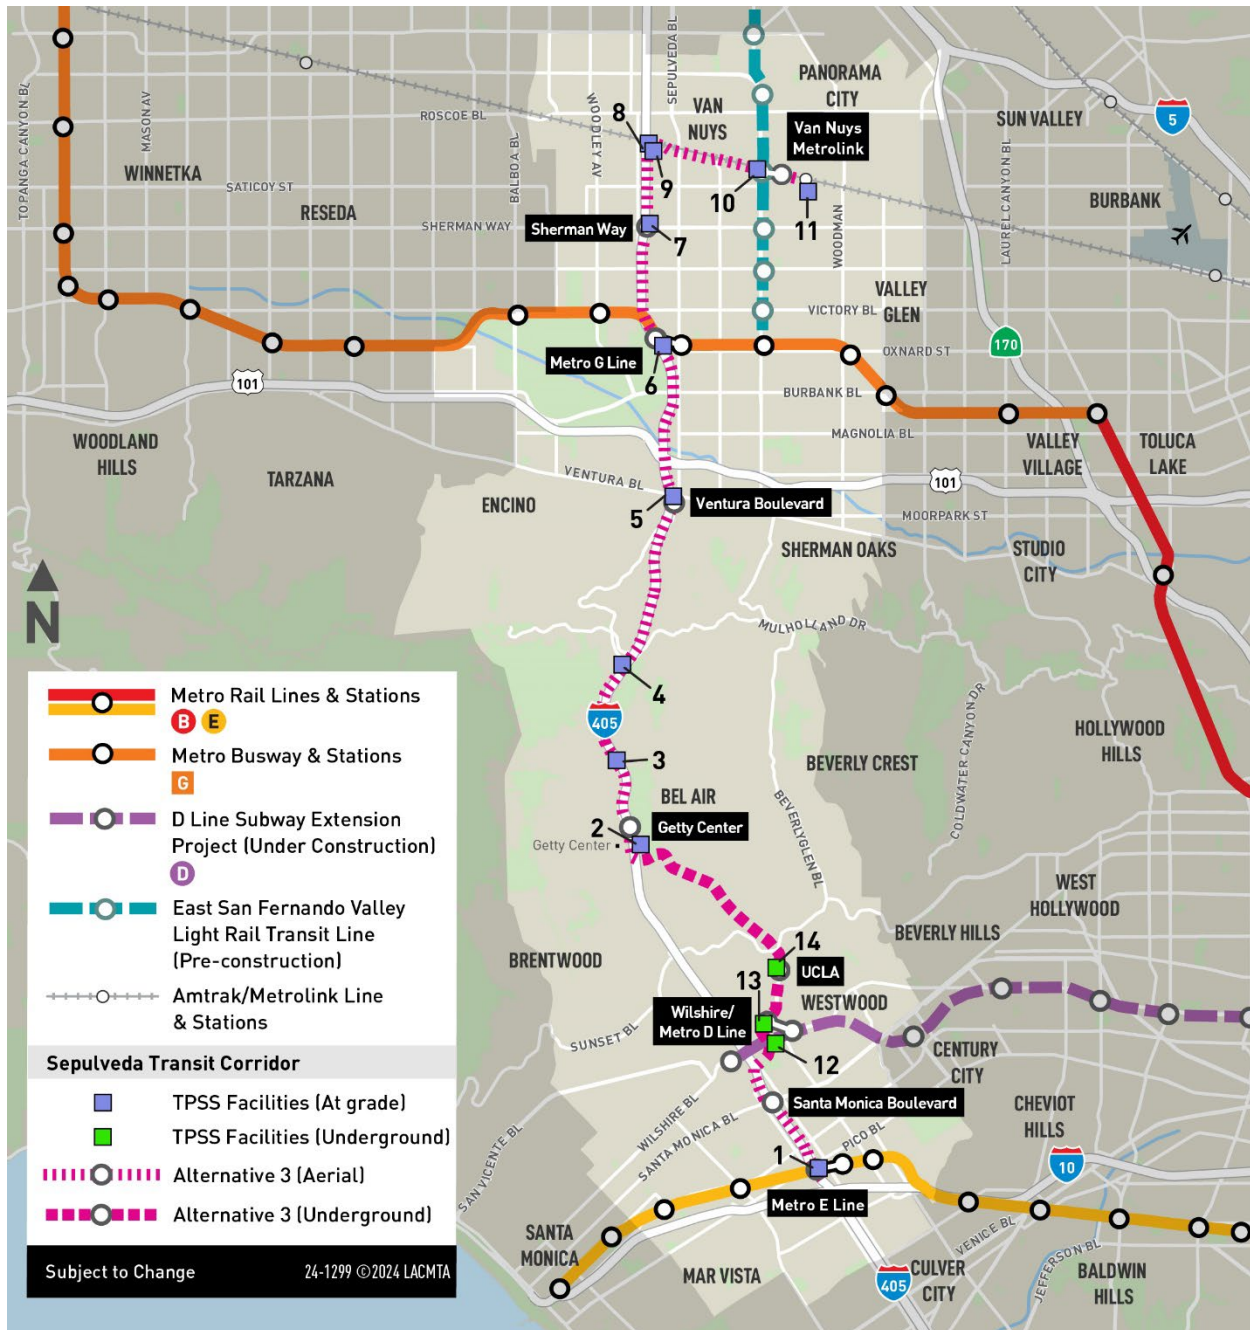 TOPANGA CANYON BL
MASON AV
WINNETKA
SATICOY ST
RESEDA
ROSCOE BL
BALBOA BL
SHERMAN WAY
WOODLEY AV
SEPULVEDA BL
VAN
NUYS
PANORAMA
CITY
Van Nuys
Metrolink
SUN VALLEY
5
LAUREL CANYON BL
BURBANK
8
9
10
11
WOODMAN
Sherman Way
7
VALLEY
GLEN
VICTORY BL
170
OXNARD ST
Metro G Line
6
101
BURBANK BL
MAGNOLIA BL
WOODLAND
HILLS
TARZANA
VALLEY
VILLAGE
TOLUCA
LAKE
VENTURA BL
ENCINO
5
Ventura Boulevard
101
MOORPARK ST
SHERMAN OAKS
STUDIO
CITY
N
MULHOLLAND DR
4
405
COLDWATER CANYON DR
HOLLYWOOD
HILLS
3
BEVERLY CREST
BEL AIR
BEVERLY GLEN BL
2
Getty Center
Getty Center
WEST
HOLLYWOOD
BEVERLY HILLS
14
UCLA
BRENTWOOD
13
WESTWOOD
Wilshire/
Metro D Line
SUNSET BL
12
CENTURY
CITY
Santa Monica Boulevard
CHEVIOT
HILLS
WILSHIRE BL
SANTA MONICA BL
PICO BL
SAN VICENTE BL
1
10
Metro E Line
SANTA
MONICA
VENICE BL
JEFFERSON BL
MAR VISTA
405
CULVER
CITY
BALDWIN
HILLS
Metro Rail Lines & Stations
B E
Metro Busway & Stations
G
D Line Subway Extension
Project (Under Construction)
D
East San Fernando Valley
Light Rail Transit Line
(Pre-construction)
Amtrak/Metrolink Line
& Stations
Sepulveda Transit Corridor
TPSS Facilities (At grade)
TPSS Facilities (Underground)
Alternative 3 (Aerial)
Alternative 3 (Underground)
Subject to Change 24-1299 ©2024 LACMTA